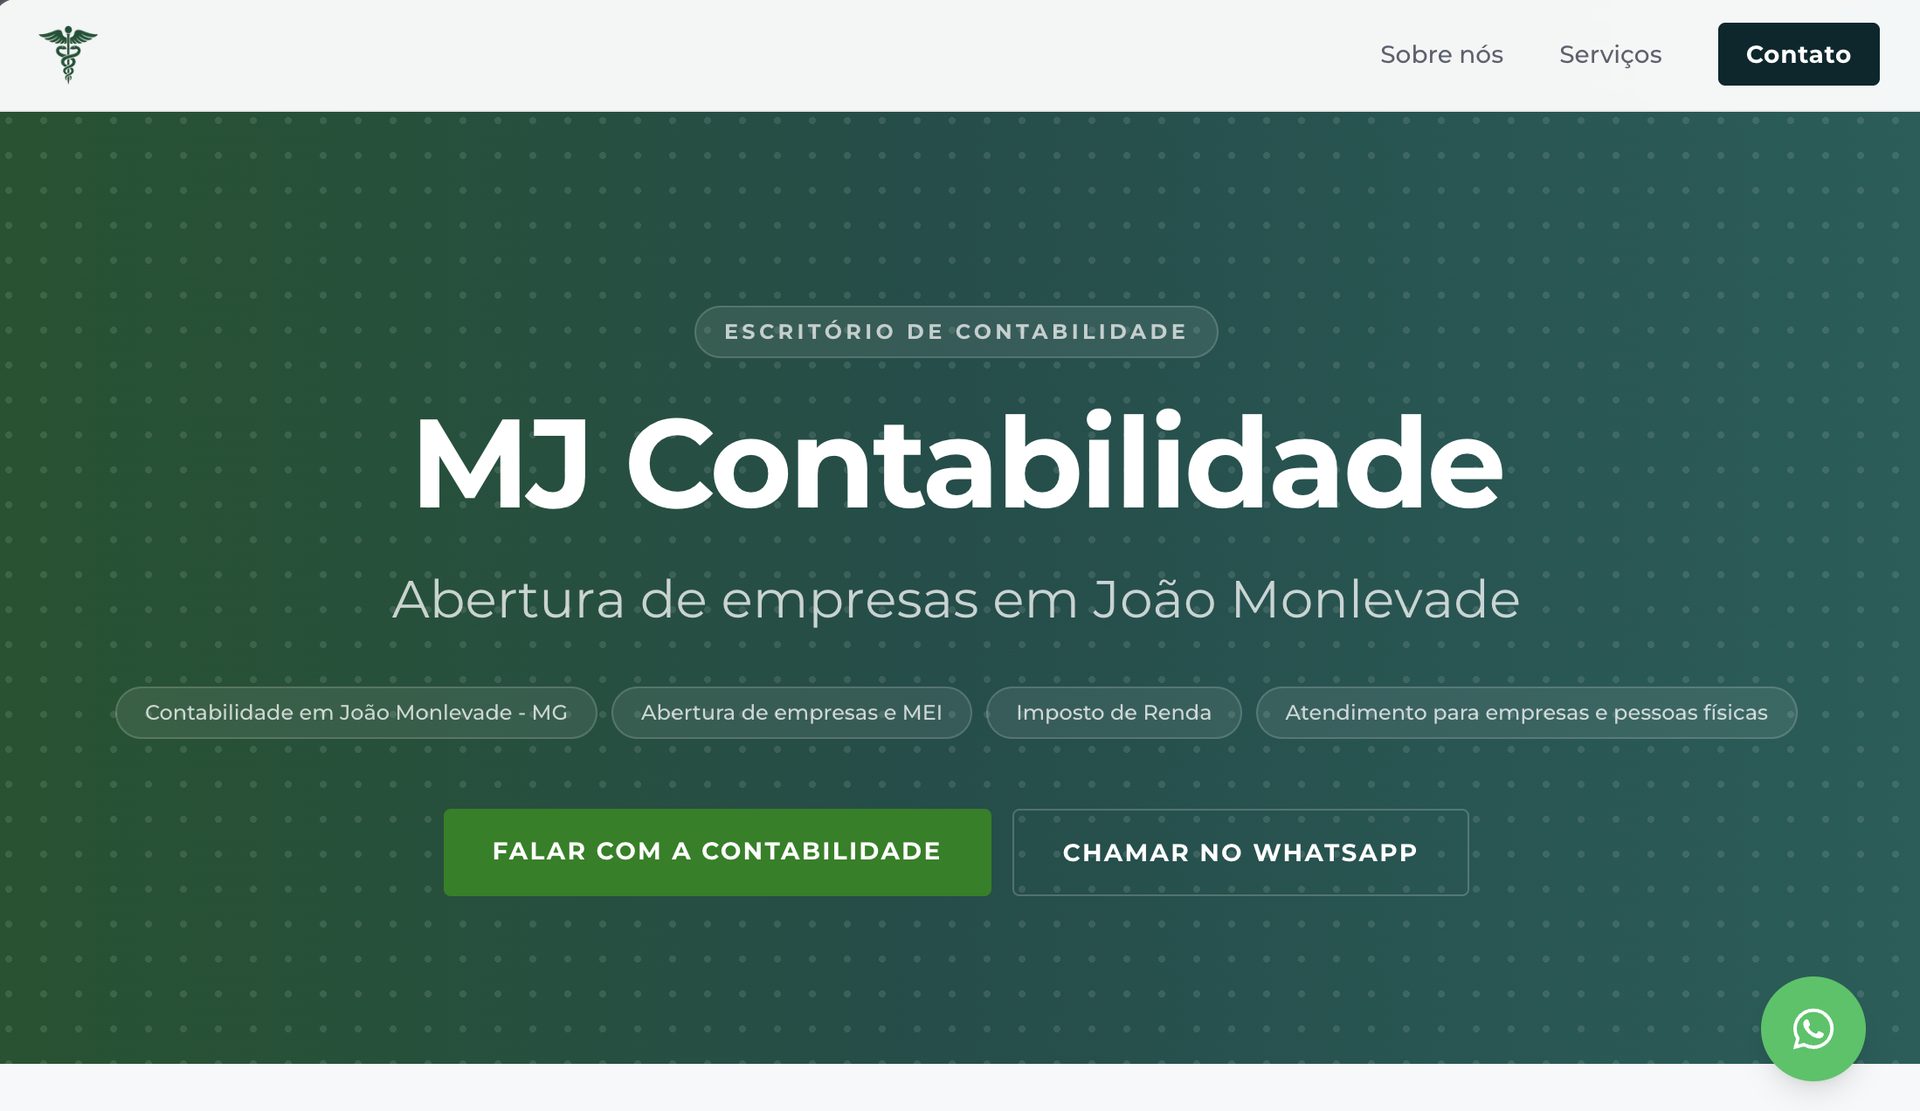 Sobre nós
Serviços
Contato
ESCRITÓRIO DE CONTABILIDADE
MJ Contabilidade
Abertura de empresas em João Monlevade
Contabilidade em João Monlevade - MG
Abertura de empresas e MEI
Imposto de Renda
Atendimento para empresas e pessoas físicas
FALAR COM A CONTABILIDADE
CHAMAR NO WHATSAPP